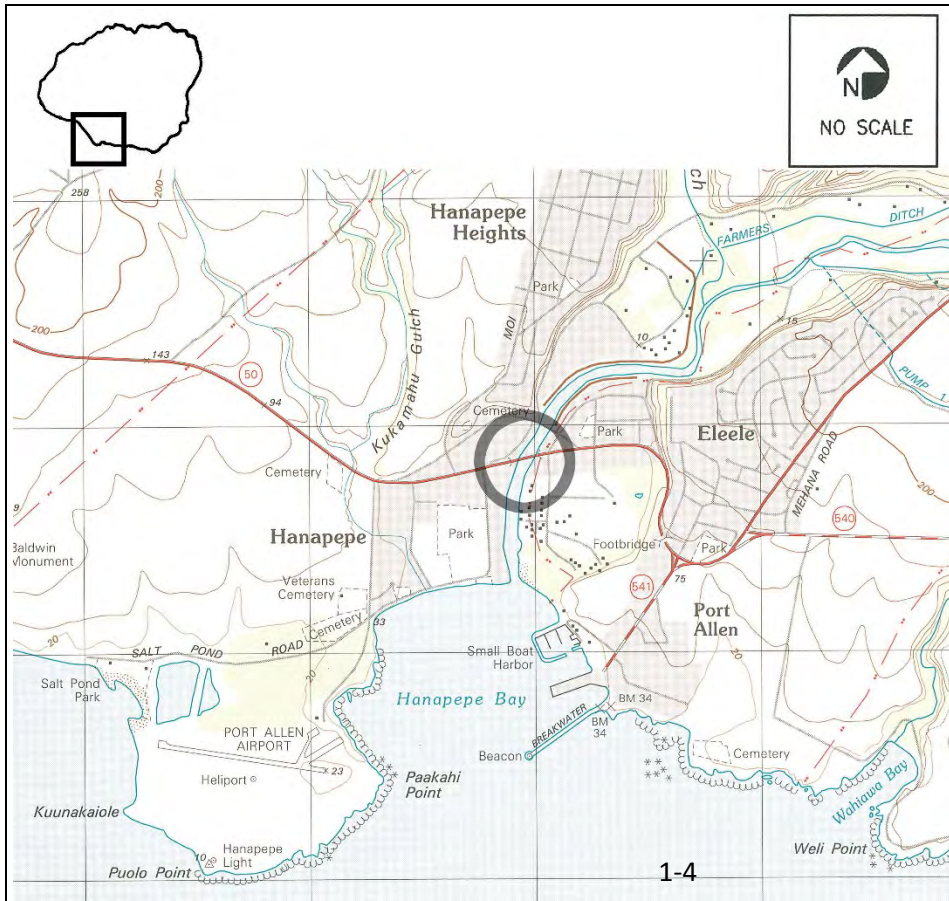 N
NO SCALE
258
200
200
ch
Hanapepe
Heights
FARMERS
DITCH
Park
MOI
Kukamahu Gulch
10
15
200
143
50
94
PUMP
Cemetery
Park
Eleele
MEHANA ROAD
Cemetery
200
9
Hanapepe
Park
Footbridge
Park
540
Baldwin
Monument
Veterans
Cemetery
541
75
Port
Allen
Cemetery
33
20
SALT POND ROAD
20
20
Small Boat
Harbor
Salt Pond
Park
Hanapepe Bay
BM 34
BM
34
PORT ALLEN
AIRPORT
BREAKWATER
Beacon
Cemetery
Heliport
23
Paakahi
Point
Wahiawa Bay
Kuunakaiole
10
Hanapepe
Light
Puolo Point
Weli Point
1-4